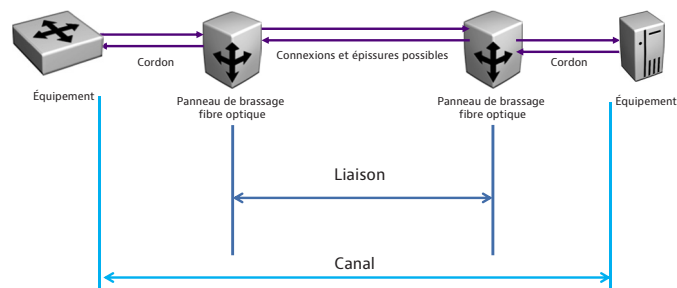 Cordon
Connexions et épissures possibles
Cordon
Équipement
Panneau de brassage
fibre optique
Panneau de brassage
fibre optique
Équipement
Liaison
Canal